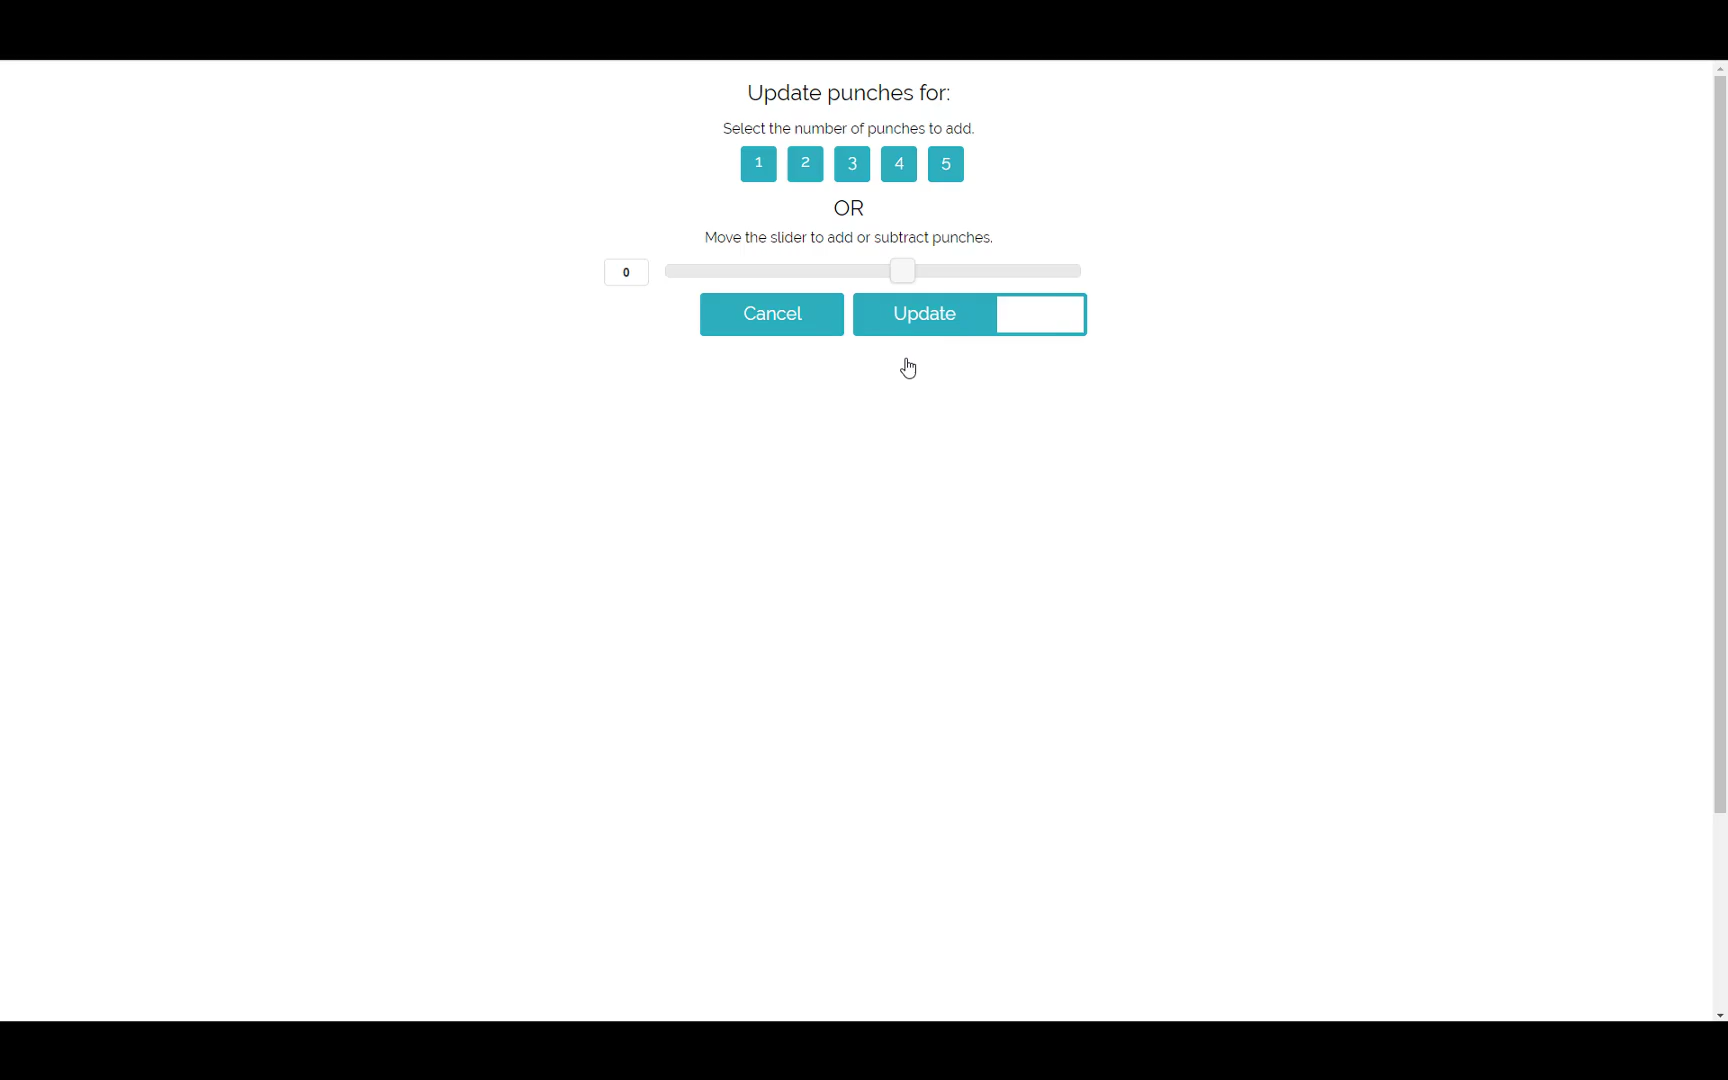 Update punches for:
Select the number of punches to add.
1 2 3 4 5
OR
Move the slider to add or subtract punches.
0
Cancel Update